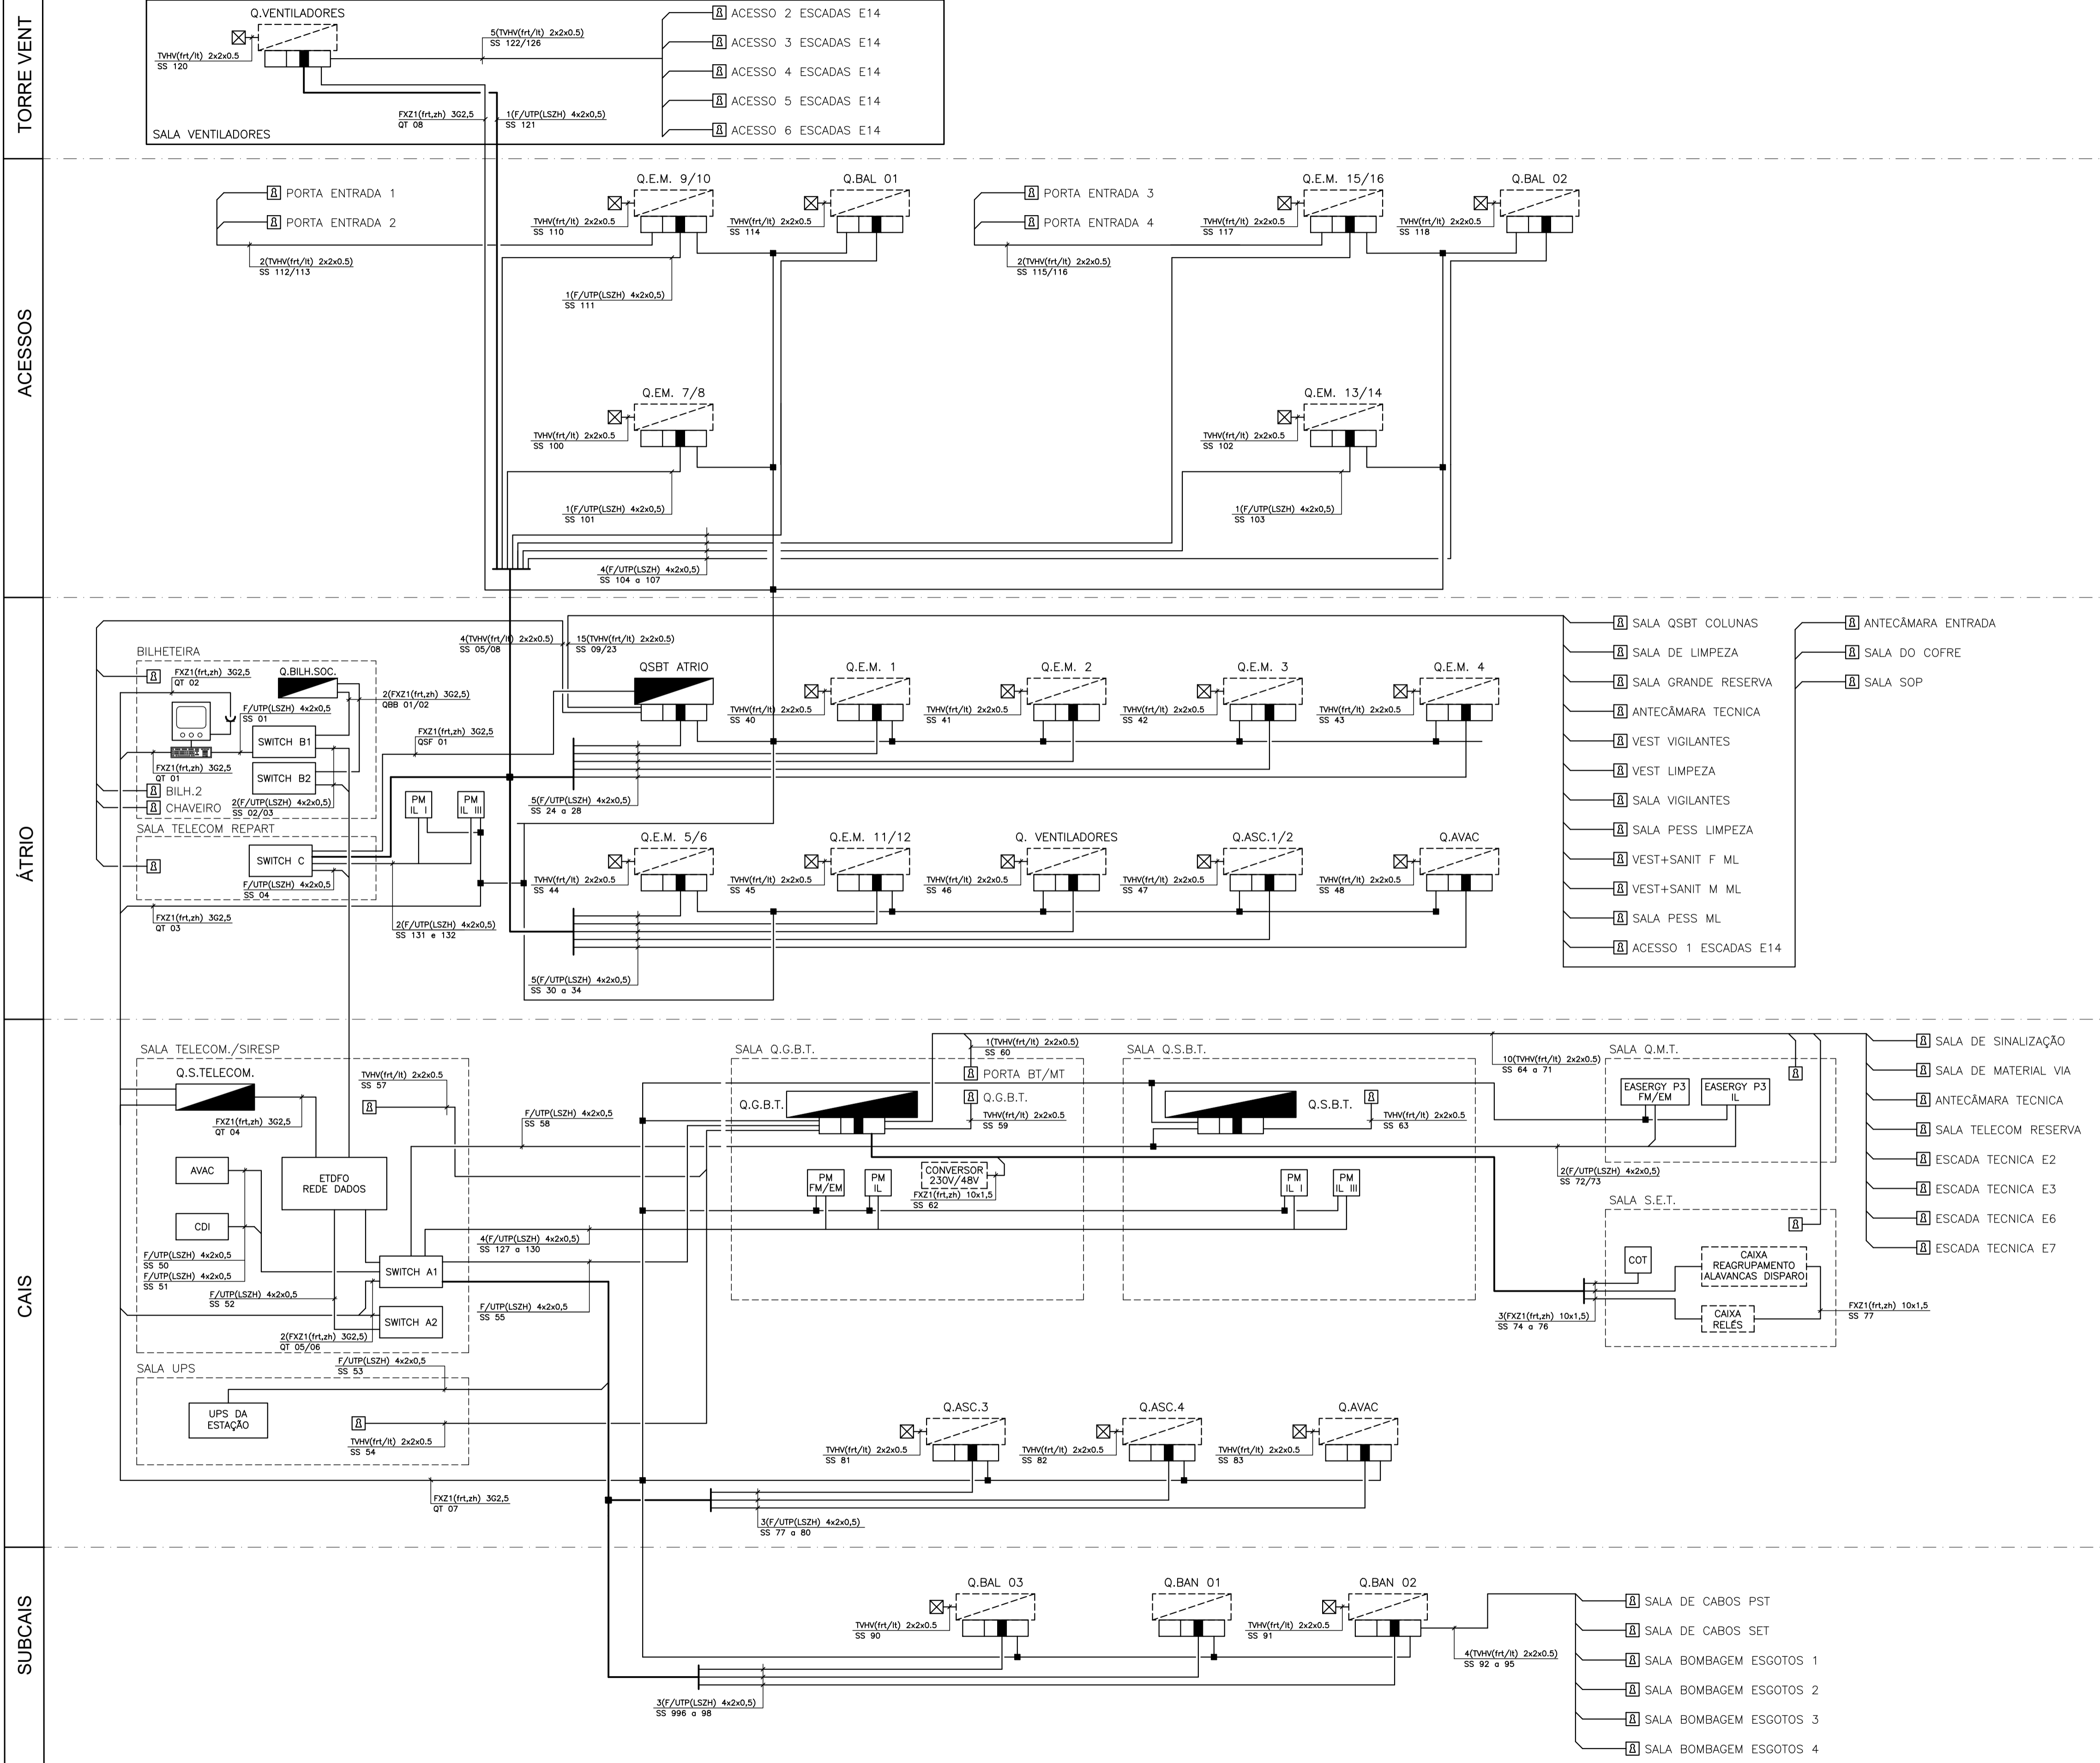 TORRE VENT
Q.VENTILADORES
TVHV(frt/lt) 2x2x0.5
SS 120
5(TVHV(frt/lt) 2x2x0.5)
SS 122/126
ACESSO 2 ESCADAS E14
ACESSO 3 ESCADAS E14
ACESSO 4 ESCADAS E14
ACESSO 5 ESCADAS E14
ACESSO 6 ESCADAS E14
FXZ1(frt,zh) 3G2,5
QT 08
1(F/UTP(LSZH) 4x2x0,5)
SS 121
SALA VENTILADORES
ACESSOS
PORTA ENTRADA 1
PORTA ENTRADA 2
2(TVHV(frt/lt) 2x2x0.5)
SS 112/113
Q.E.M. 9/10
TVHV(frt/lt) 2x2x0.5
SS 110
1(F/UTP(LSZH) 4x2x0,5)
SS 111
Q.BAL 01
TVHV(frt/lt) 2x2x0.5
SS 114
PORTA ENTRADA 3
PORTA ENTRADA 4
2(TVHV(frt/lt) 2x2x0.5)
SS 115/116
Q.E.M. 15/16
TVHV(frt/lt) 2x2x0.5
SS 117
Q.BAL 02
TVHV(frt/lt) 2x2x0.5
SS 118
Q.EM. 7/8
TVHV(frt/lt) 2x2x0.5
SS 100
1(F/UTP(LSZH) 4x2x0,5)
SS 101
Q.EM. 13/14
TVHV(frt/lt) 2x2x0.5
SS 102
1(F/UTP(LSZH) 4x2x0,5)
SS 103
4(F/UTP(LSZH) 4x2x0,5)
SS 104 a 107
ÁTRIO
4(TVHV(frt/lt) 2x2x0.5)
SS 05/08
15(TVHV(frt/lt) 2x2x0.5)
SS 09/23
BILHETEIRA
FXZ1(frt,zh) 3G2,5
QT 02
Q.BILH.SOC.
2(FXZ1(frt,zh) 3G2,5)
QBB 01/02
F/UTP(LSZH) 4x2x0,5
SS 01
SWITCH B1
FXZ1(frt,zh) 3G2,5
QT 01
SWITCH B2
BILH.2
CHAVEIRO
2(F/UTP(LSZH) 4x2x0,5)
SS 02/03
FXZ1(frt,zh) 3G2,5
QSF 01
SALA TELECOM REPART
SWITCH C
F/UTP(LSZH) 4x2x0,5
SS 04
FXZ1(frt,zh) 3G2,5
QT 03
PM
IL I
PM
IL III
2(F/UTP(LSZH) 4x2x0,5)
SS 131 e 132
QSBT ATRIO
Q.E.M. 1
TVHV(frt/lt) 2x2x0.5
SS 40
Q.E.M. 2
TVHV(frt/lt) 2x2x0.5
SS 41
Q.E.M. 3
TVHV(frt/lt) 2x2x0.5
SS 42
Q.E.M. 4
TVHV(frt/lt) 2x2x0.5
SS 43
5(F/UTP(LSZH) 4x2x0,5)
SS 24 a 28
Q.E.M. 5/6
TVHV(frt/lt) 2x2x0.5
SS 44
Q.E.M. 11/12
TVHV(frt/lt) 2x2x0.5
SS 45
Q. VENTILADORES
TVHV(frt/lt) 2x2x0.5
SS 46
Q.ASC.1/2
TVHV(frt/lt) 2x2x0.5
SS 47
Q.AVAC
TVHV(frt/lt) 2x2x0.5
SS 48
5(F/UTP(LSZH) 4x2x0,5)
SS 30 a 34
SALA QSBT COLUNAS
SALA DE LIMPEZA
SALA GRANDE RESERVA
ANTECÂMARA TECNICA
VEST VIGILANTES
VEST LIMPEZA
SALA VIGILANTES
SALA PESS LIMPEZA
VEST+SANIT F ML
VEST+SANIT M ML
SALA PESS ML
ACESSO 1 ESCADAS E14
ANTECÂMARA ENTRADA
SALA DO COFRE
SALA SOP
CAIS
SALA TELECOM./SIRESP
Q.S.TELECOM.
TVHV(frt/lt) 2x2x0.5
SS 57
FXZ1(frt,zh) 3G2,5
QT 04
AVAC
ETDFO
REDE DADOS
CDI
F/UTP(LSZH) 4x2x0,5
SS 50
F/UTP(LSZH) 4x2x0,5
SS 51
F/UTP(LSZH) 4x2x0,5
SS 52
SWITCH A1
SWITCH A2
2(FXZ1(frt,zh) 3G2,5)
QT 05/06
F/UTP(LSZH) 4x2x0,5
SS 58
4(F/UTP(LSZH) 4x2x0,5)
SS 127 a 130
F/UTP(LSZH) 4x2x0,5
SS 55
SALA UPS
F/UTP(LSZH) 4x2x0,5
SS 53
UPS DA
ESTAÇÃO
TVHV(frt/lt) 2x2x0.5
SS 54
FXZ1(frt,zh) 3G2,5
QT 07
SALA Q.G.B.T.
1(TVHV(frt/lt) 2x2x0.5)
SS 60
PORTA BT/MT
Q.G.B.T.
Q.G.B.T.
TVHV(frt/lt) 2x2x0.5
SS 59
PM
FM/EM
PM
IL
CONVERSOR
230V/48V
FXZ1(frt,zh) 10x1,5
SS 62
SALA Q.S.B.T.
Q.S.B.T.
TVHV(frt/lt) 2x2x0.5
SS 63
PM
IL I
PM
IL III
10(TVHV(frt/lt) 2x2x0.5)
SS 64 a 71
SALA Q.M.T.
EASERGY P3
FM/EM
EASERGY P3
IL
2(F/UTP(LSZH) 4x2x0,5)
SS 72/73
SALA S.E.T.
COT
CAIXA
REAGRUPAMENTO
ALAVANCAS DISPARO
CAIXA
RELÉS
3(FXZ1(frt,zh) 10x1,5)
SS 74 a 76
FXZ1(frt,zh) 10x1,5
SS 77
SALA DE SINALIZAÇÃO
SALA DE MATERIAL VIA
ANTECÂMARA TECNICA
SALA TELECOM RESERVA
ESCADA TECNICA E2
ESCADA TECNICA E3
ESCADA TECNICA E6
ESCADA TECNICA E7
Q.ASC.3
TVHV(frt/lt) 2x2x0.5
SS 81
Q.ASC.4
TVHV(frt/lt) 2x2x0.5
SS 82
Q.AVAC
TVHV(frt/lt) 2x2x0.5
SS 83
3(F/UTP(LSZH) 4x2x0,5)
SS 77 a 80
SUBCAIS
Q.BAL 03
TVHV(frt/lt) 2x2x0.5
SS 90
Q.BAN 01
Q.BAN 02
TVHV(frt/lt) 2x2x0.5
SS 91
4(TVHV(frt/lt) 2x2x0.5)
SS 92 a 95
3(F/UTP(LSZH) 4x2x0,5)
SS 996 a 98
SALA DE CABOS PST
SALA DE CABOS SET
SALA BOMBAGEM ESGOTOS 1
SALA BOMBAGEM ESGOTOS 2
SALA BOMBAGEM ESGOTOS 3
SALA BOMBAGEM ESGOTOS 4